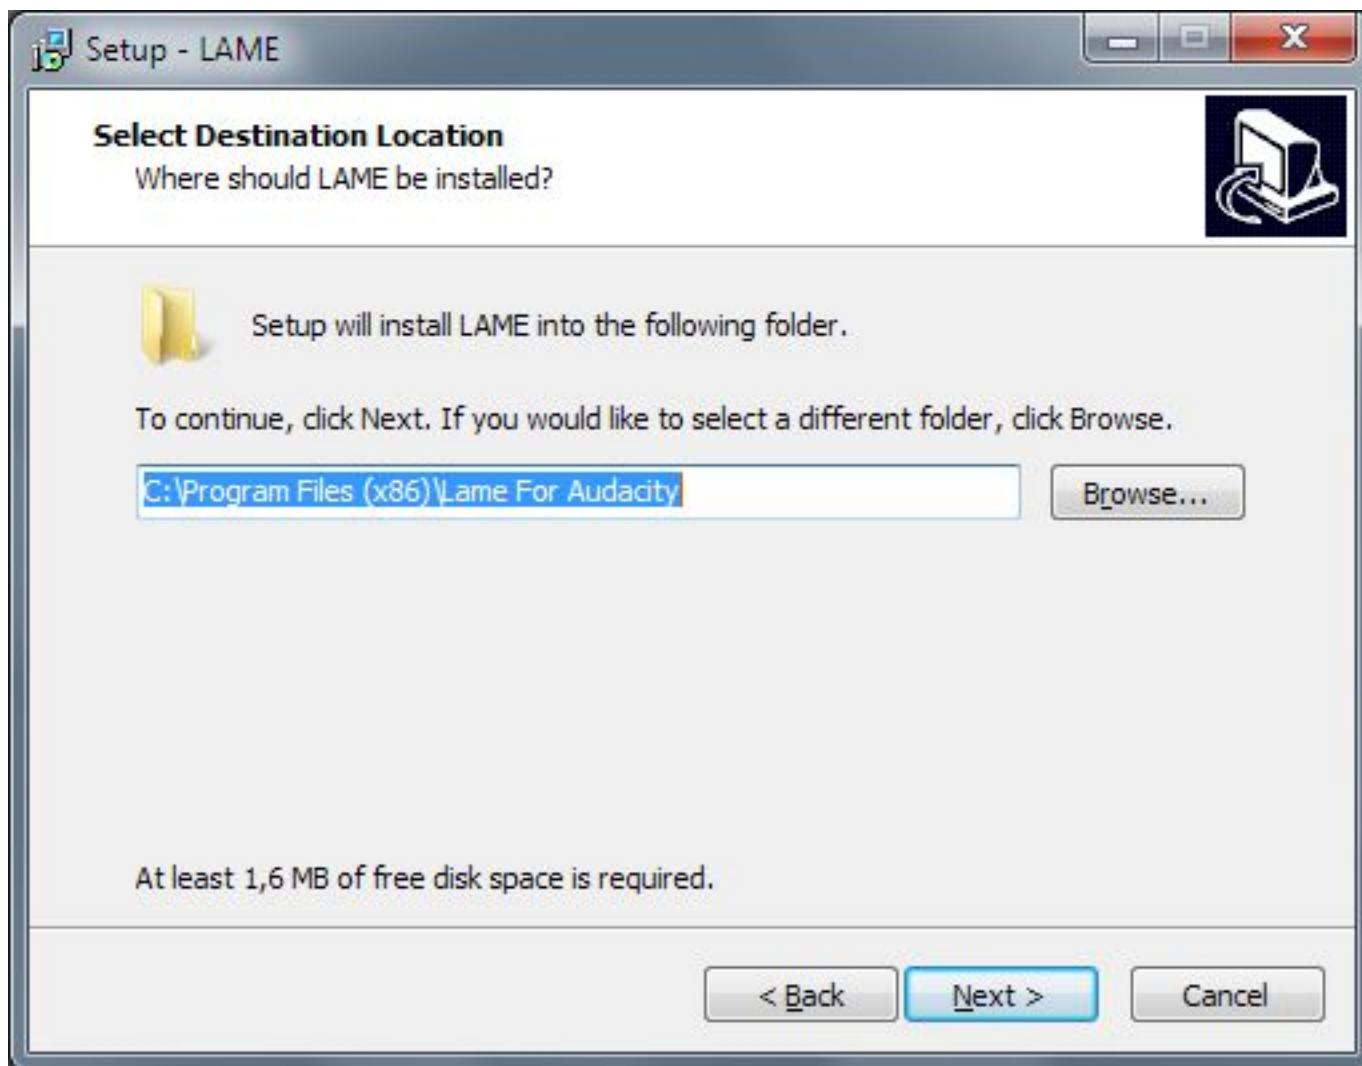 Setup - LAME
Select Destination Location
Where should LAME be installed?
Setup will install LAME into the following folder.
To continue, click Next. If you would like to select a different folder, click Browse.
C:\Program Files (x86)\Lame For Audacity
Browse...
At least 1,6 MB of free disk space is required.
< Back
Next >
Cancel